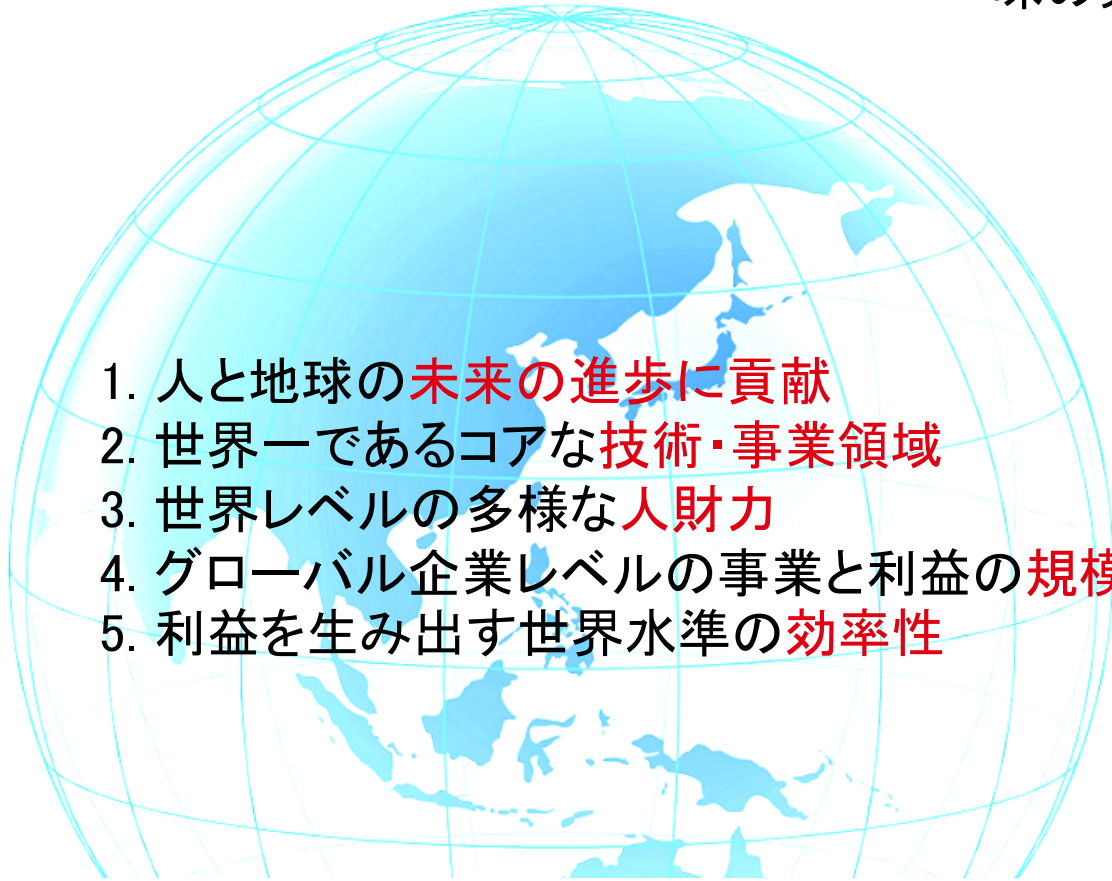 1. 人と地球の未来の進歩に貢献
2. 世界一であるコアな技術・事業領域
3. 世界レベルの多様な人財力
4. グローバル企業レベルの事業と利益の規模
5. 利益を生み出す世界水準の効率性